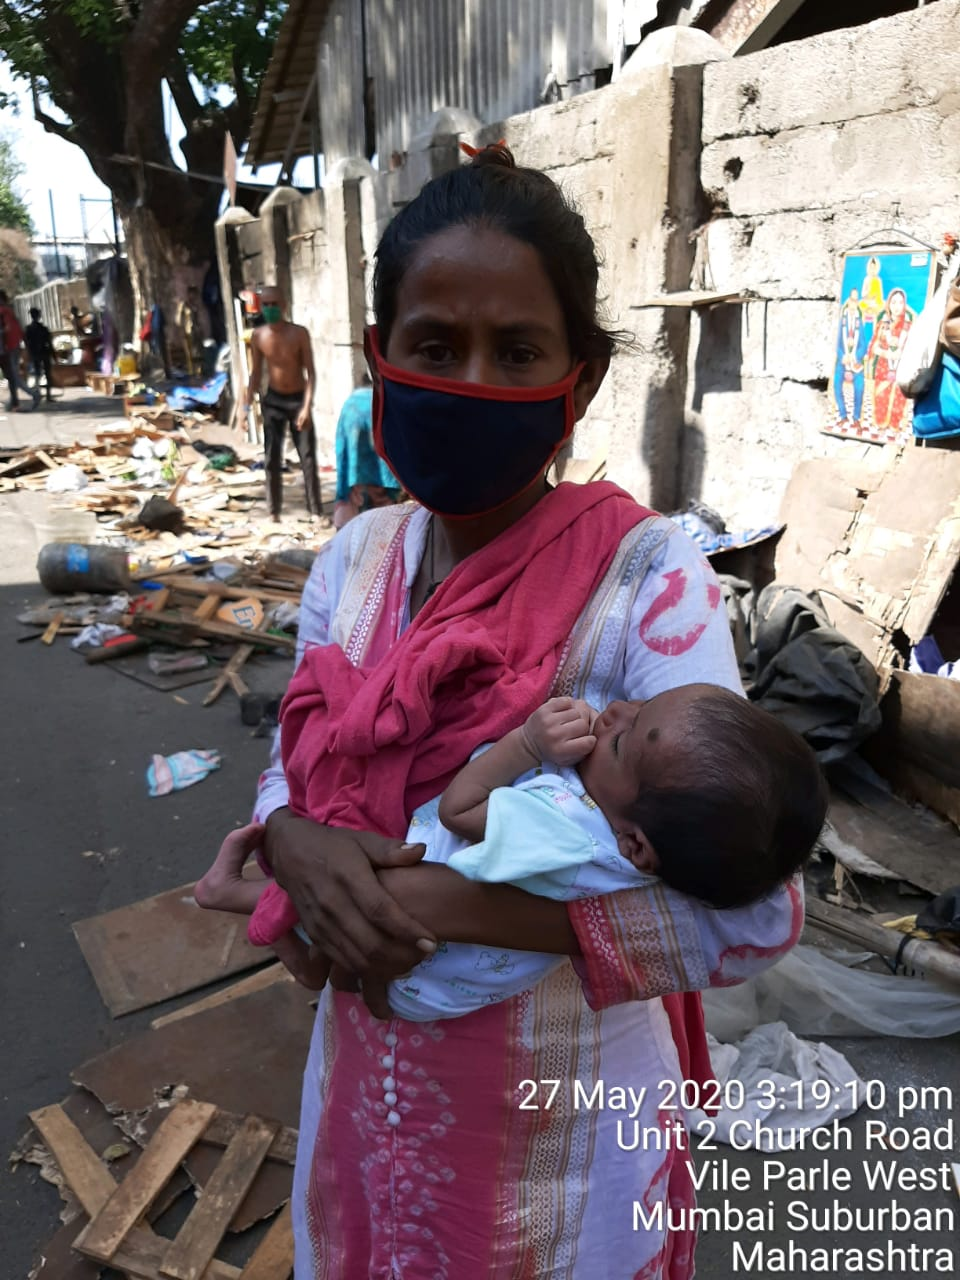 27 May 2020 3:19:10 pm
Unit 2 Church Road
Vile Parle West
Mumbai Suburban
Maharashtra